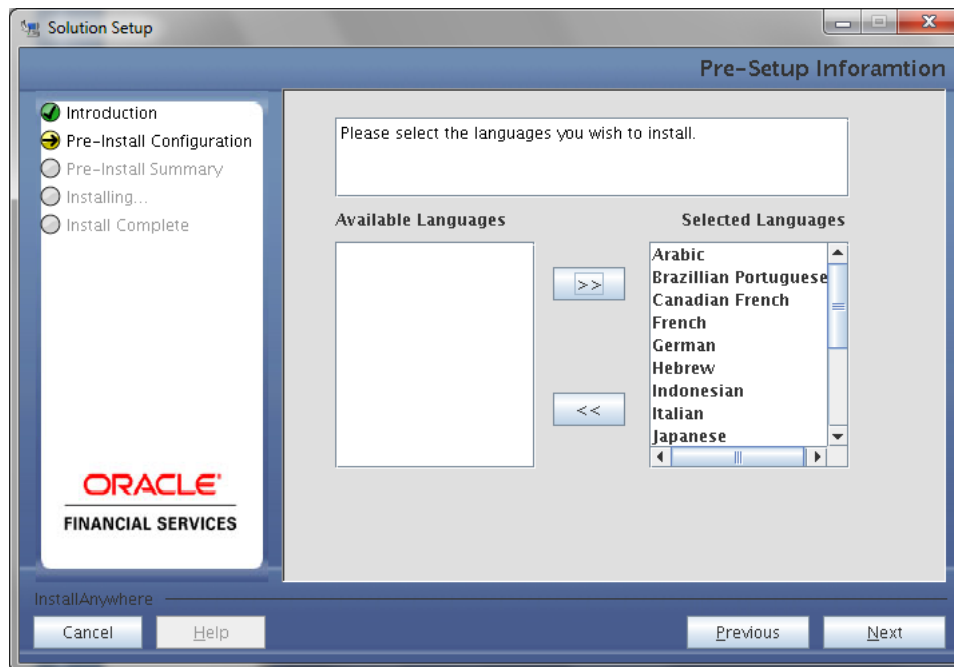 Solution Setup
Pre-Setup Inforamtion
Introduction
Pre-Install Configuration
Pre-Install Summary
Installing...
Install Complete
Please select the languages you wish to install.
Available Languages
Selected Languages
Arabic
Brazillian Portuguese
Canadian French
French
German
Hebrew
Indonesian
Italian
Japanese
>>
<<
ORACLE
FINANCIAL SERVICES
InstallAnywhere
Cancel
Help
Previous
Next